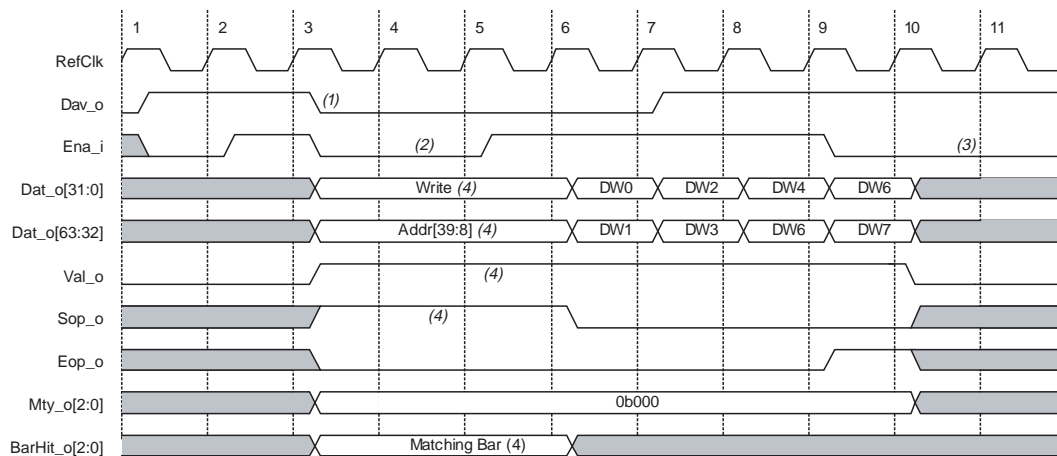 1 2 3 4 5 6 7 8 9 10 11
RefClk
Dav_o (1)
Ena_i (2) (3)
Dat_o[31:0] Write (4) DW0 DW2 DW4 DW6
Dat_o[63:32] Addr[39:8] (4) DW1 DW3 DW6 DW7
Val_o (4)
Sop_o (4)
Eop_o
Mty_o[2:0] 0b000
BarHit_o[2:0] Matching Bar (4)